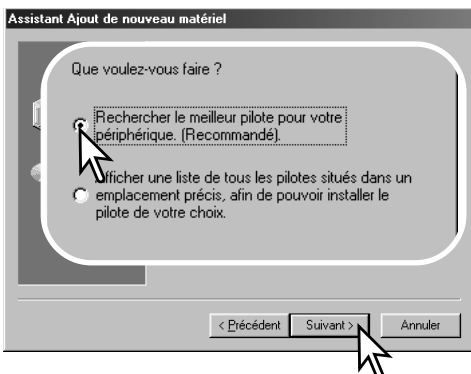 Assistant Ajout de nouveau matériel
Que voulez-vous faire ?
Rechercher le meilleur pilote pour votre
périphérique. (Recommandé).
Afficher une liste de tous les pilotes situés dans un
emplacement précis, afin de pouvoir installer le
pilote de votre choix.
< Précédent Suivant > Annuler